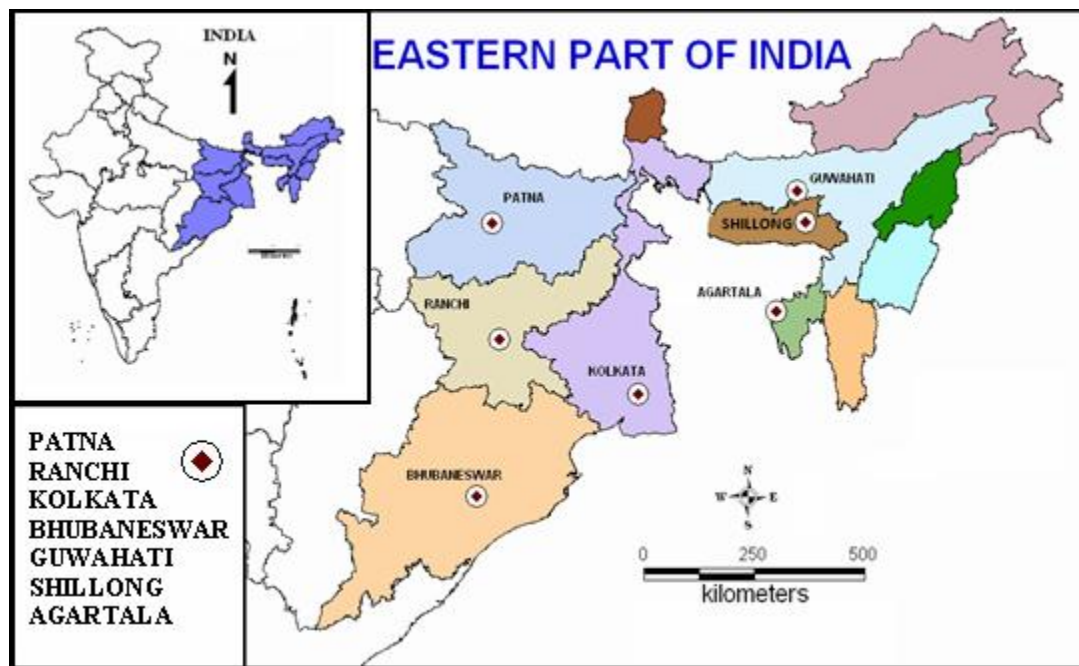 INDIA
N
EASTERN PART OF INDIA
PATNA
GUWAHATI
SHILLONG
AGARTALA
RANCHI
KOLKATA
BHUBANESWAR
N
W E
S
0 250 500
kilometers
PATNA
RANCHI
KOLKATA
BHUBANESWAR
GUWAHATI
SHILLONG
AGARTALA